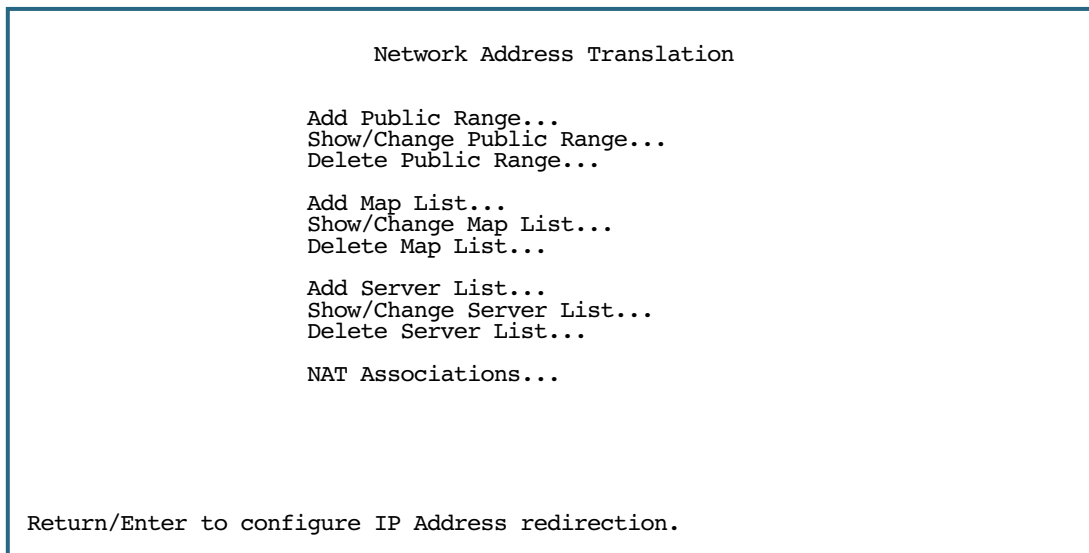 Network Address Translation
Add Public Range...
Show/Change Public Range...
Delete Public Range...
Add Map List...
Show/Change Map List...
Delete Map List...
Add Server List...
Show/Change Server List...
Delete Server List...
NAT Associations...
Return/Enter to configure IP Address redirection.